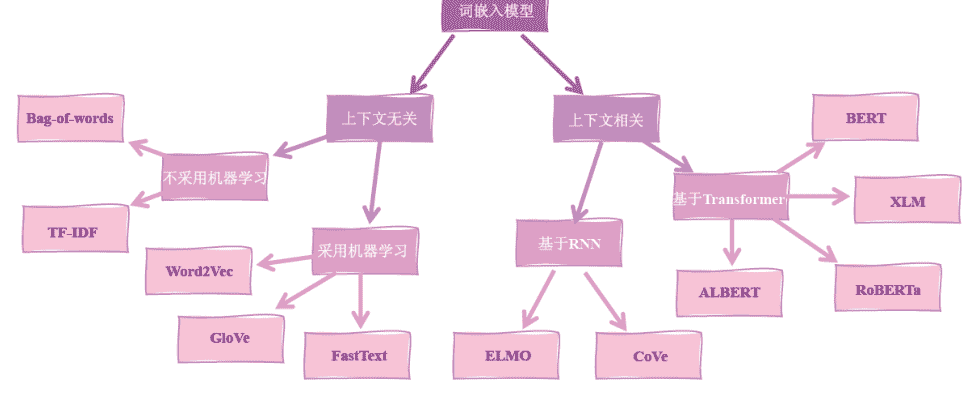 词嵌入模型
上下文无关
上下文相关
Bag-of-words
BERT
不采用机器学习
基于Transformer
XLM
TF-IDF
采用机器学习
基于RNN
Word2Vec
ALBERT
RoBERTa
GloVe
FastText
ELMO
CoVe